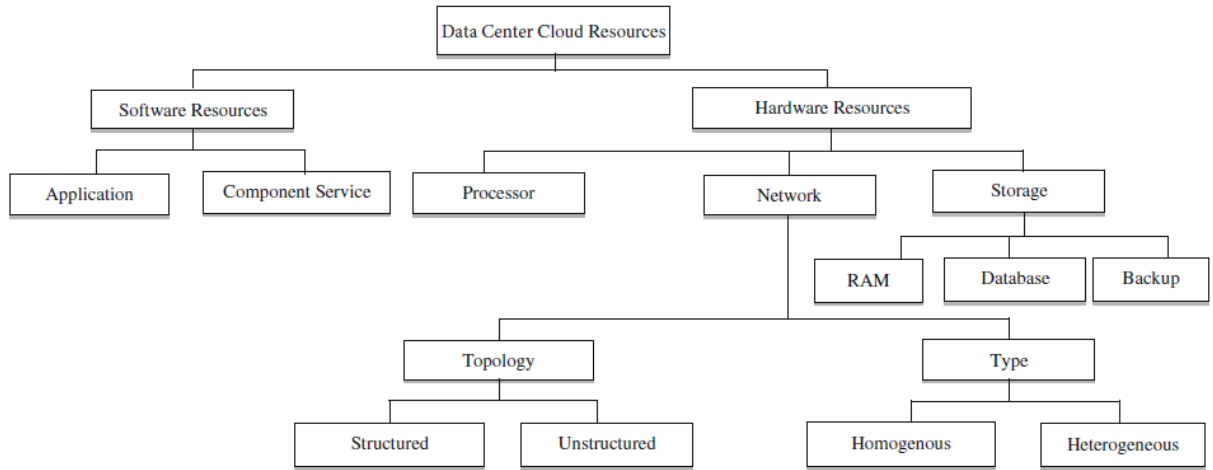 Data Center Cloud Resources
Software Resources
Hardware Resources
Application
Component Service
Processor
Network
Storage
RAM
Database
Backup
Topology
Type
Structured
Unstructured
Homogenous
Heterogeneous